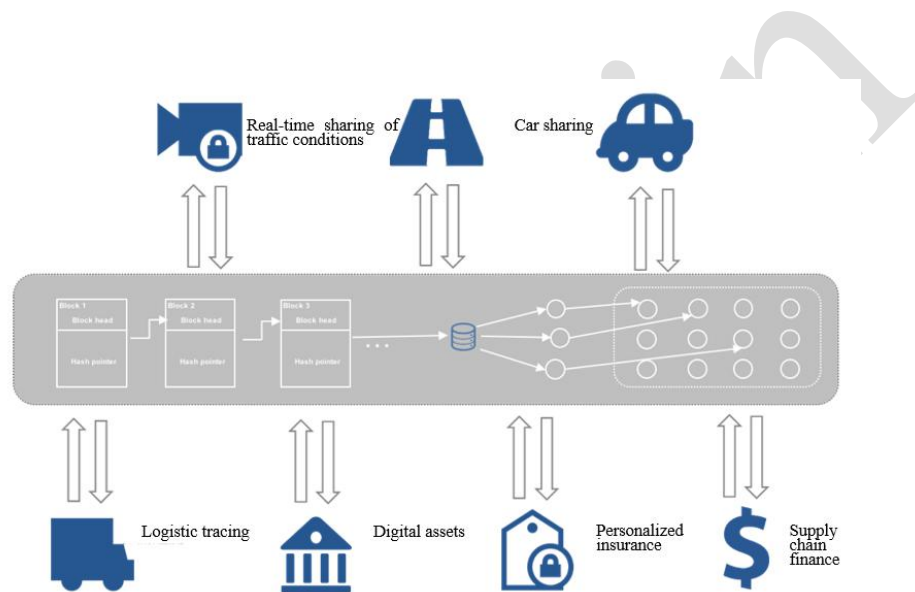 Real-time sharing of
traffic conditions
Car sharing
Block 1
Block head
Hash pointer
Block 2
Block head
Hash pointer
Block 3
Block head
Hash pointer
...
Logistic tracing
Digital assets
Personalized
insurance
Supply
chain
finance